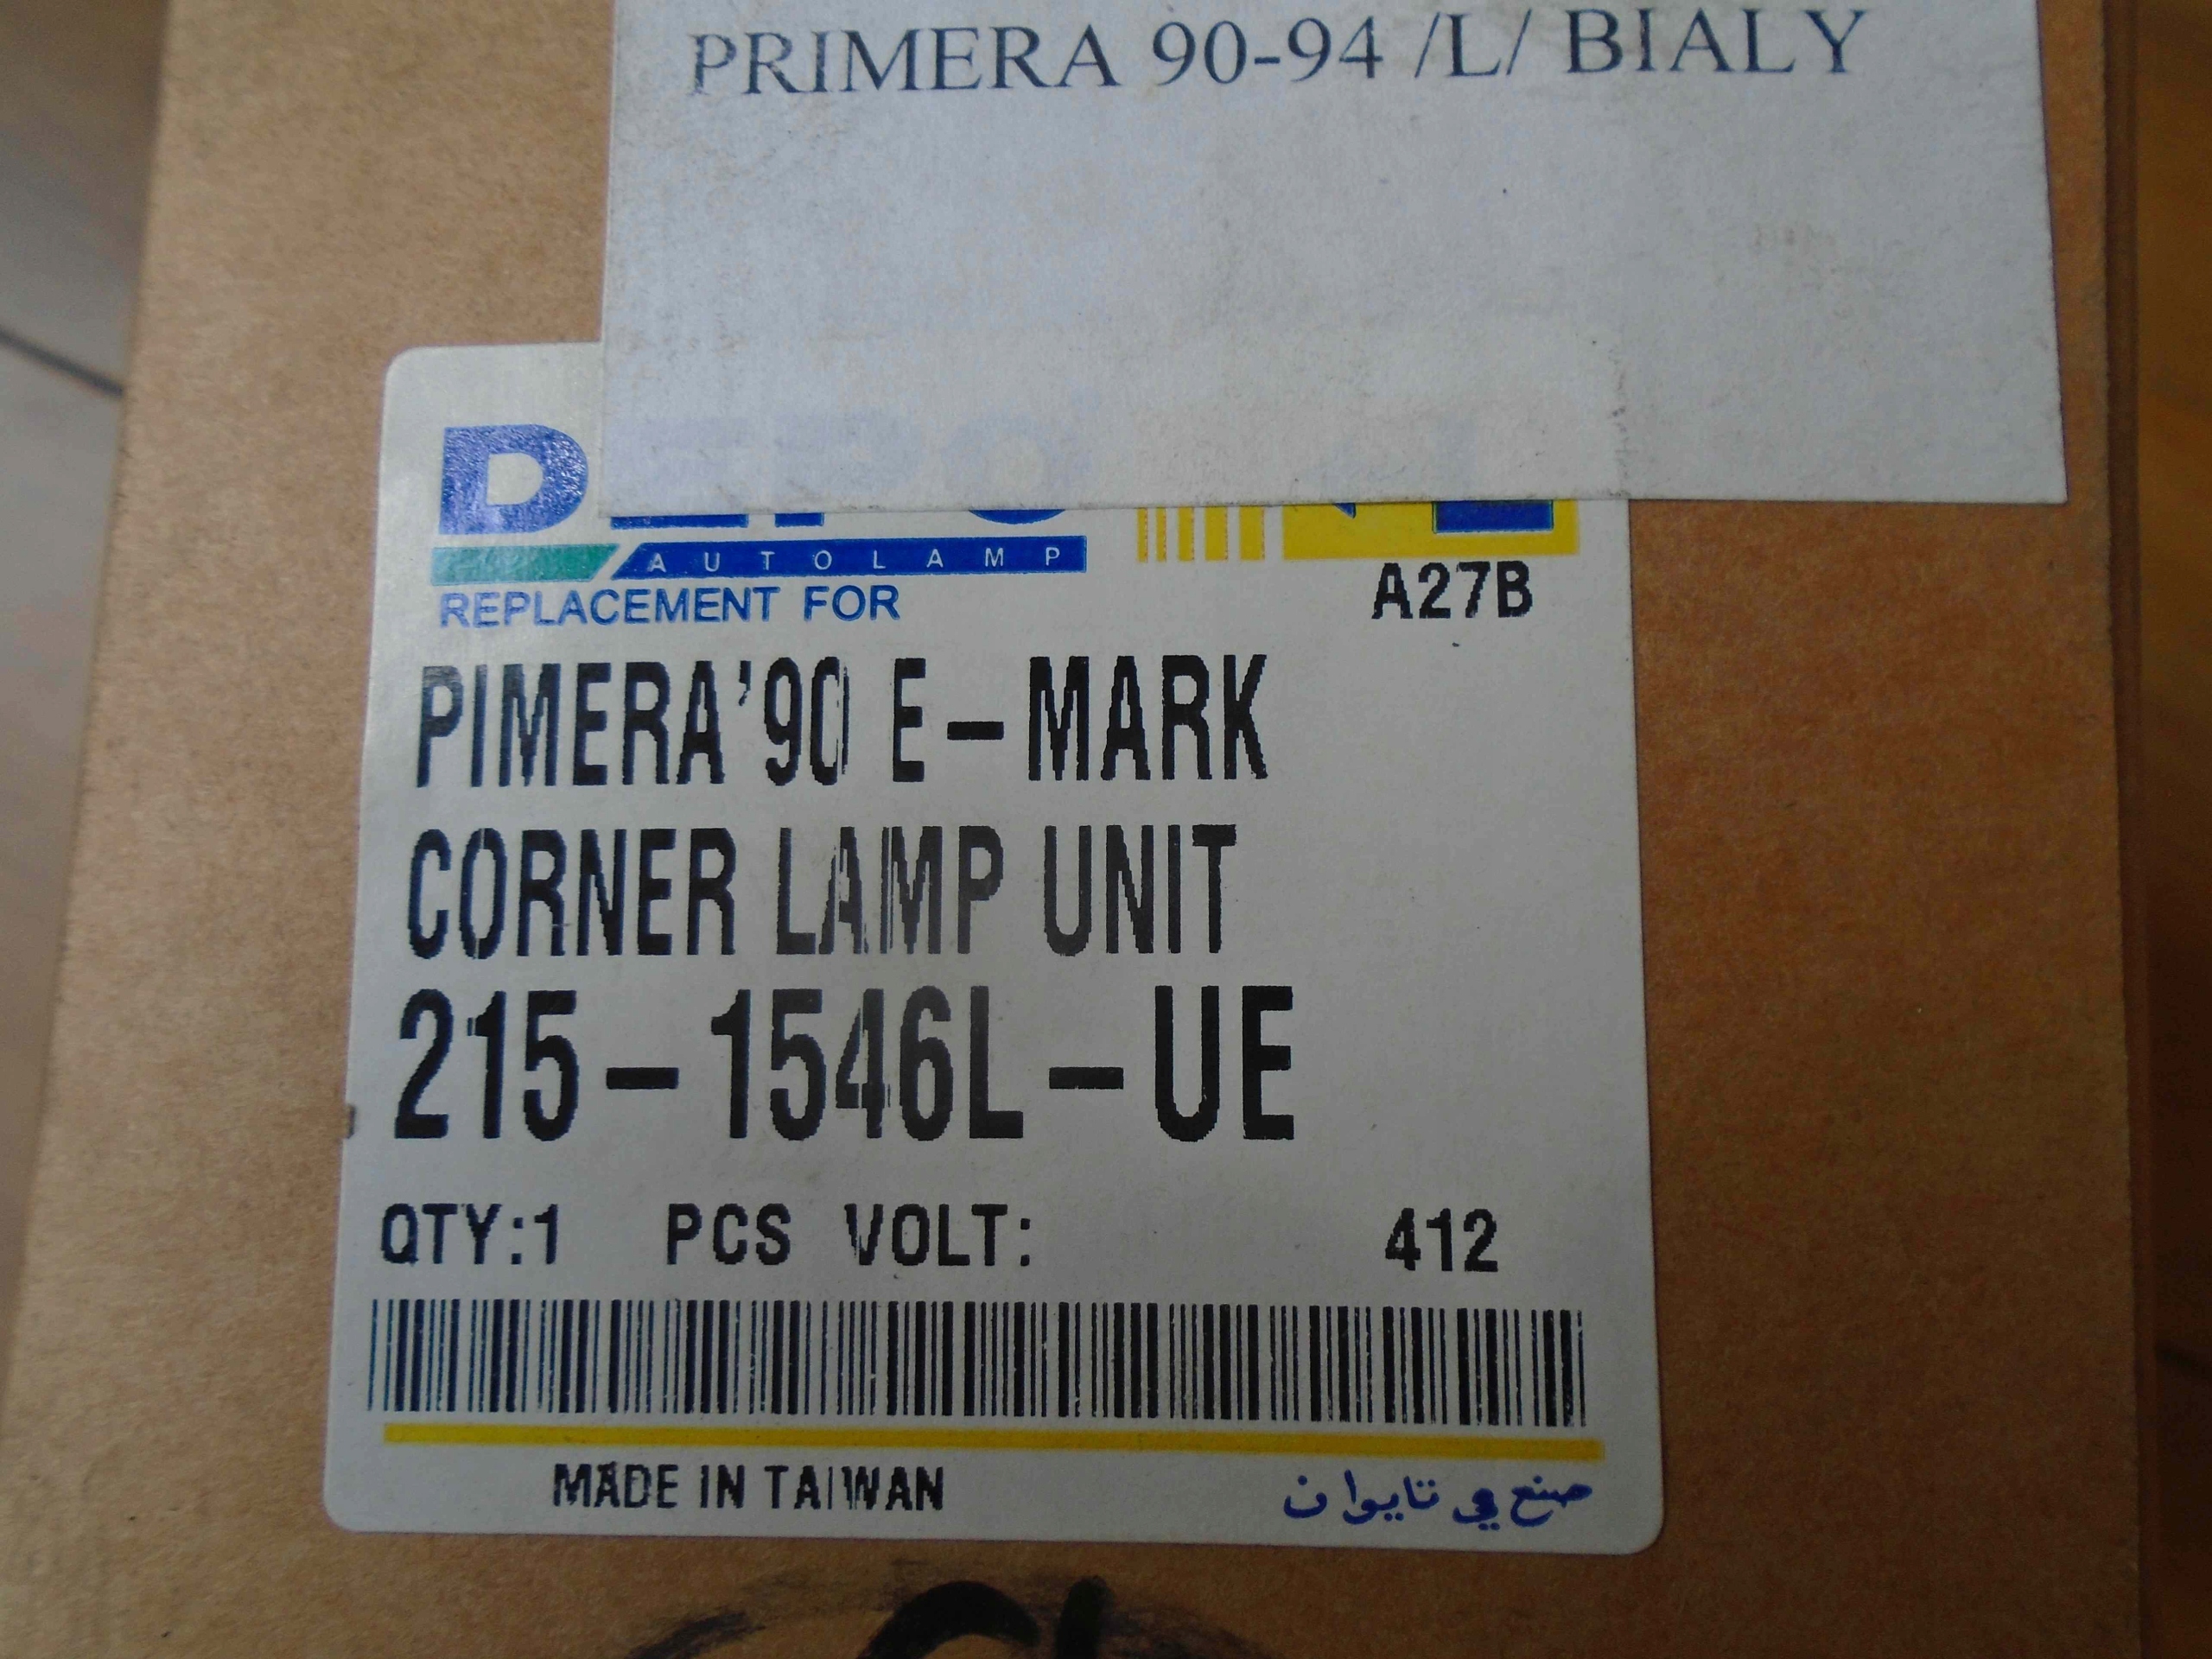 PRIMERA 90-94 /L/ BIALY
DEPO
AUTOLAMP
REPLACEMENT FOR
A27B
PIMERA'90 E-MARK
CORNER LAMP UNIT
215-1546L-UE
QTY:1 PCS VOLT: 412
MADE IN TAIWAN
صنع في تايوان